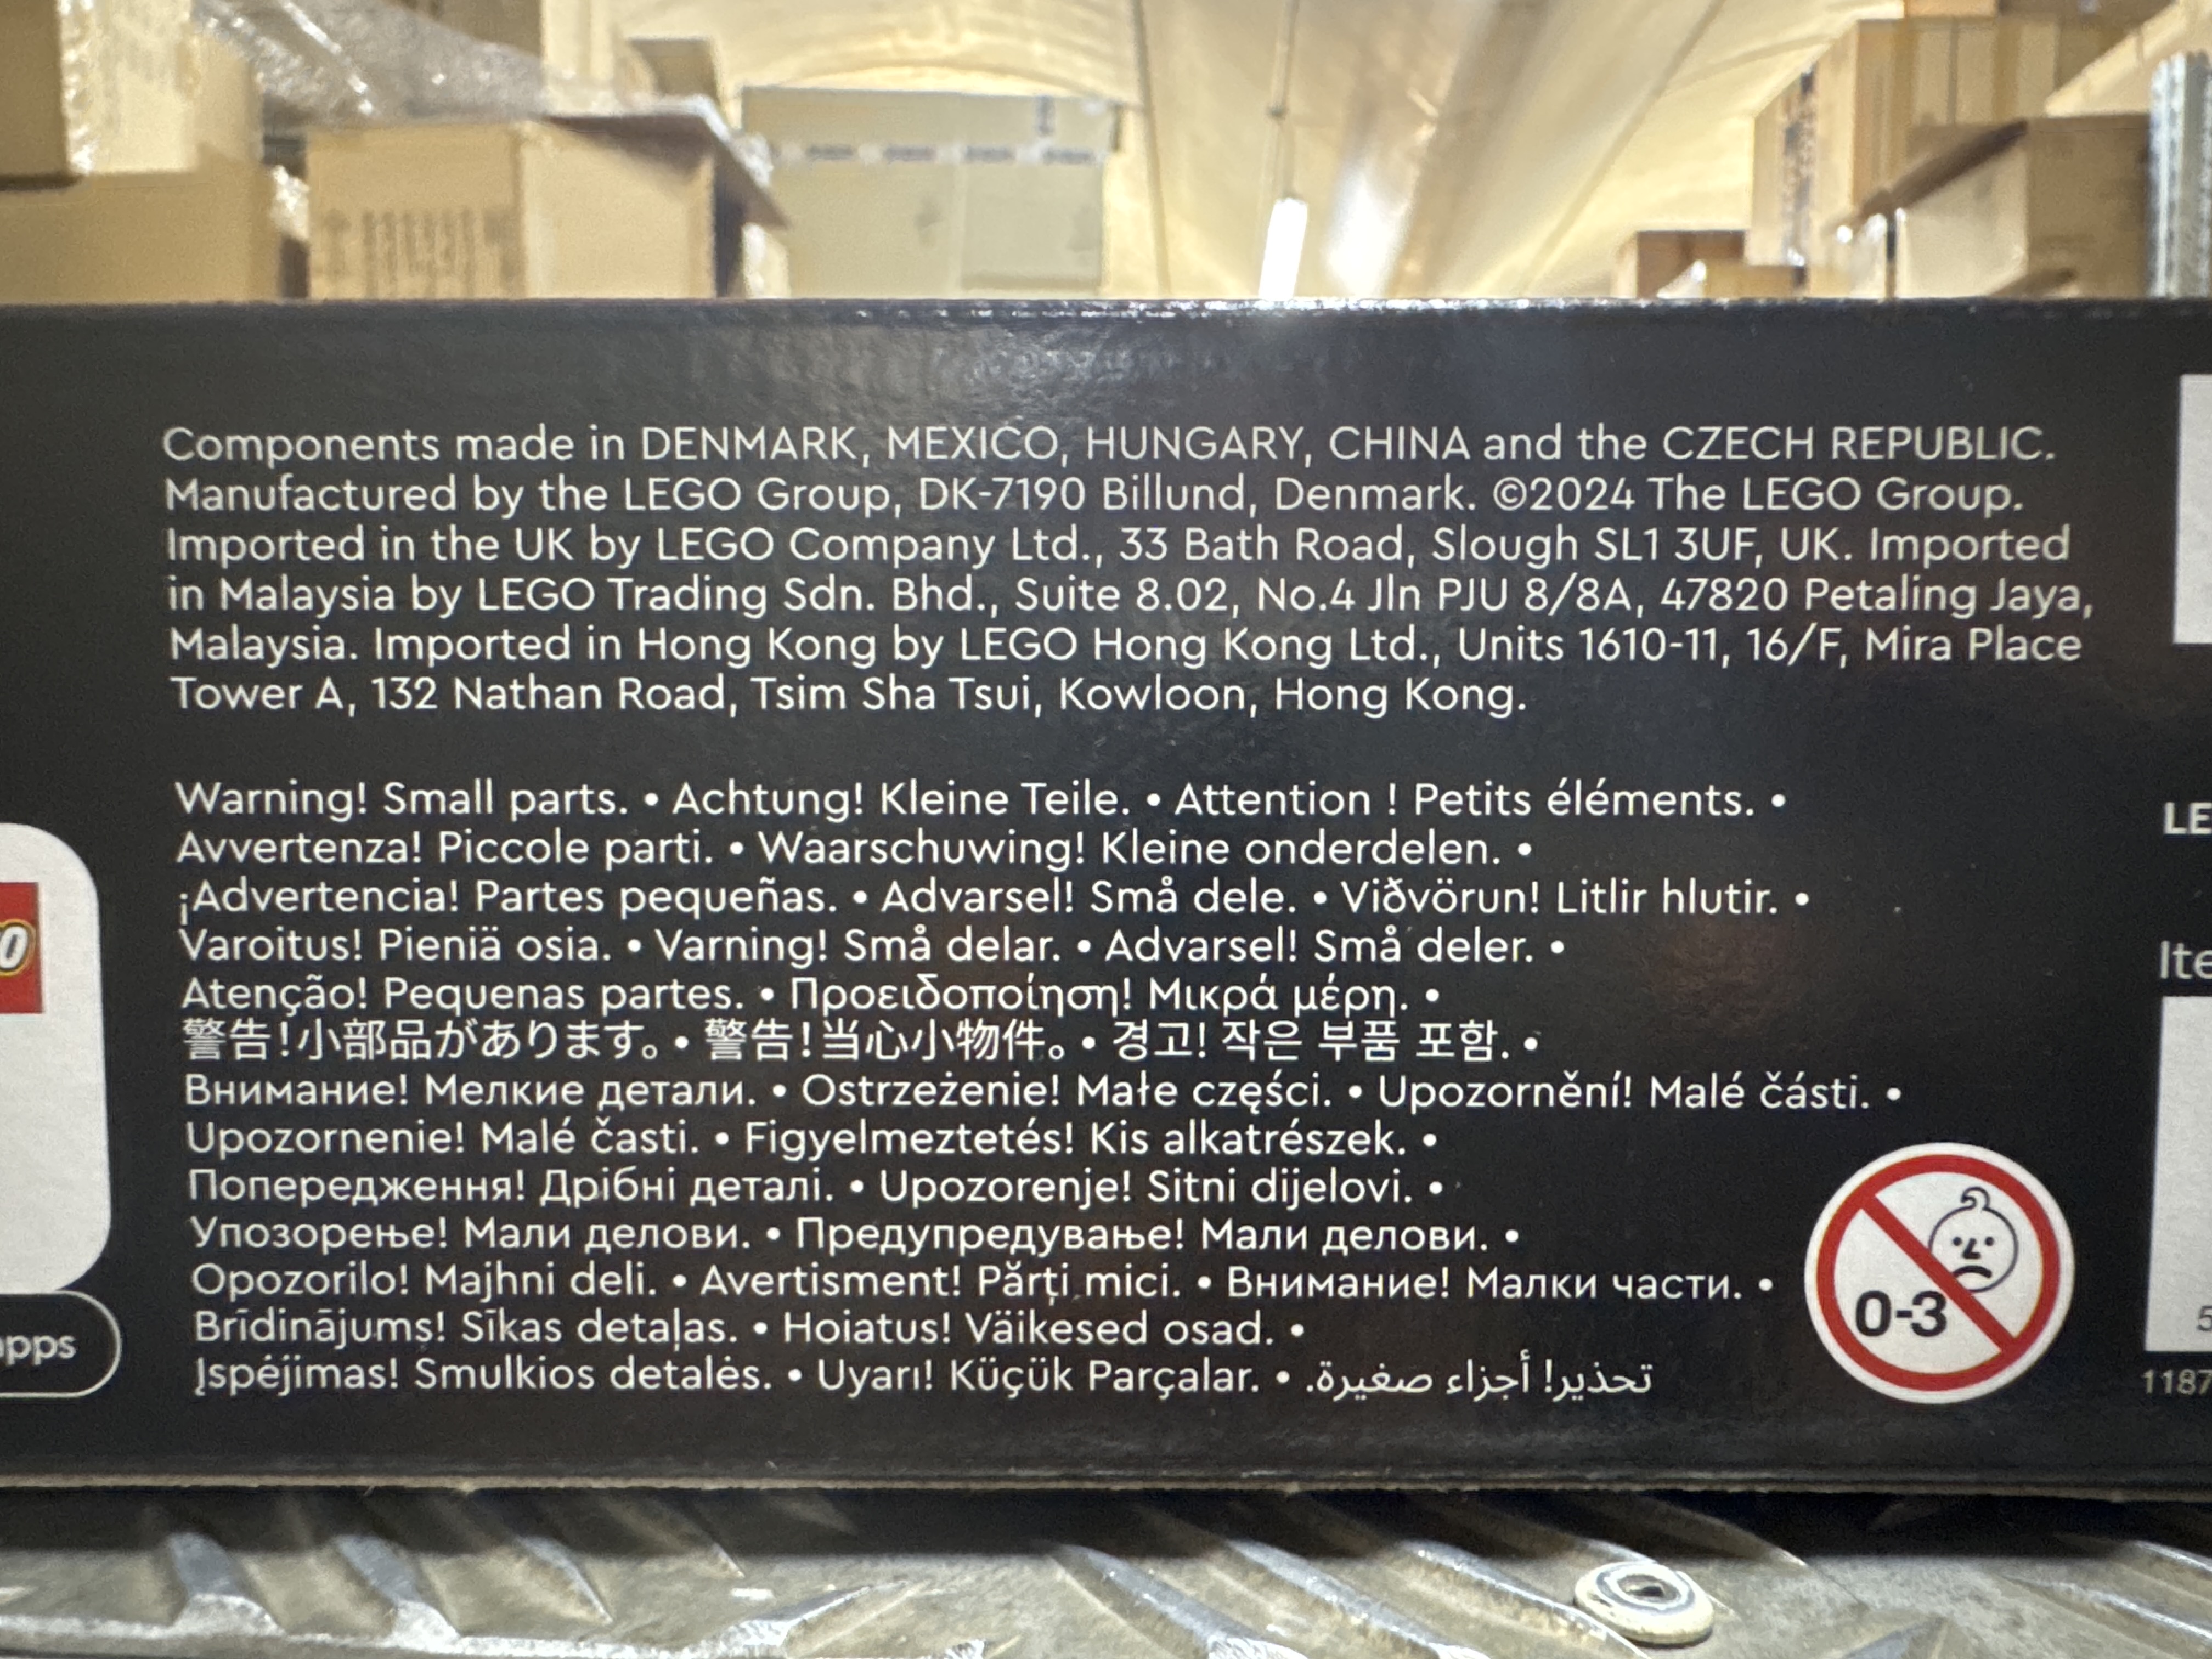 Components made in DENMARK, MEXICO, HUNGARY, CHINA and the CZECH REPUBLIC.
Manufactured by the LEGO Group, DK-7190 Billund, Denmark. ©2024 The LEGO Group.
Imported in the UK by LEGO Company Ltd., 33 Bath Road, Slough SL1 3UF, UK. Imported
in Malaysia by LEGO Trading Sdn. Bhd., Suite 8.02, No.4 Jln PJU 8/8A, 47820 Petaling Jaya,
Malaysia. Imported in Hong Kong by LEGO Hong Kong Ltd., Units 1610-11, 16/F, Mira Place
Tower A, 132 Nathan Road, Tsim Sha Tsui, Kowloon, Hong Kong.
Warning! Small parts. • Achtung! Kleine Teile. • Attention ! Petits éléments. •
Avvertenza! Piccole parti. • Waarschuwing! Kleine onderdelen. •
¡Advertencia! Partes pequeñas. • Advarsel! Små dele. • Viðvörun! Litlir hlutir. •
Varoitus! Pieniä osia. • Varning! Små delar. • Advarsel! Små deler. •
Atenção! Pequenas partes. • Προειδοποίηση! Μικρά μέρη. •
警告!小部品があります。• 警告!当心小物件。• 경고! 작은 부품 포함. •
Внимание! Мелкие детали. • Ostrzeżenie! Małe części. • Upozornění! Malé části. •
Upozornenie! Malé časti. • Figyelmeztetés! Kis alkatrészek. •
Попередження! Дрібні деталі. • Upozorenje! Sitni dijelovi. •
Упозорење! Мали делови. • Предупредување! Мали делови. •
Opozorilo! Majhni deli. • Avertisment! Părți mici. • Внимание! Малки части. •
Brīdinājums! Sīkas detaļas. • Hoiatus! Väikesed osad. •
Įspėjimas! Smulkios detalės. • Uyarı! Küçük Parçalar. • تحذير! أجزاء صغيرة.
0-3
apps
LE
Ite
5
1187